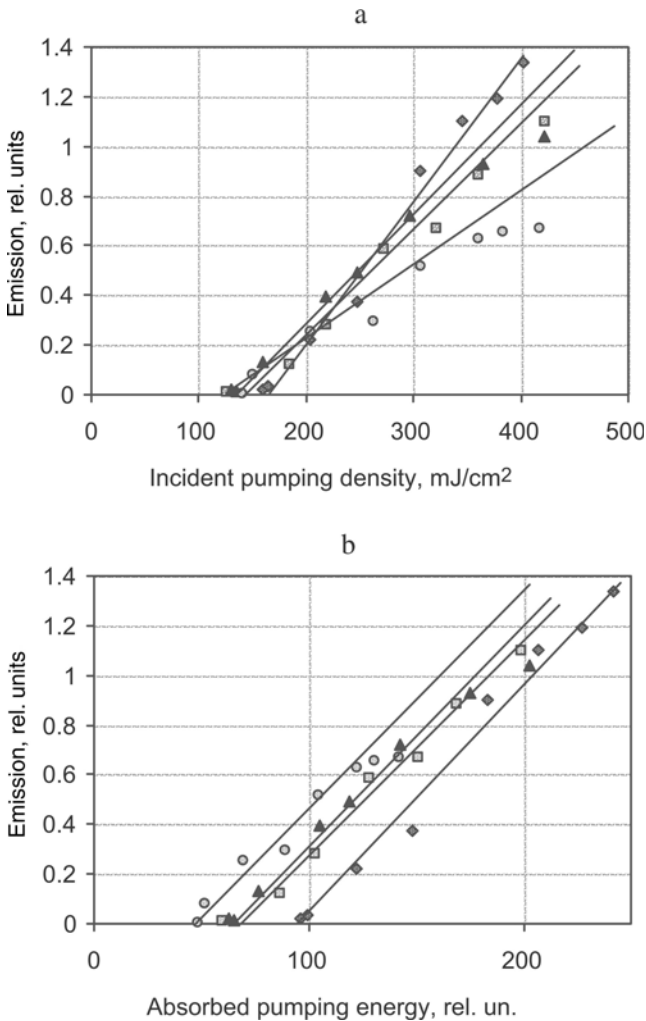 a
1.4
1.2
1
0.8
0.6
0.4
0.2
0
Emission, rel. units
0 100 200 300 400 500
Incident pumping density, mJ/cm2
b
1.4
1.2
1
0.8
0.6
0.4
0.2
0
Emission, rel. units
0 100 200
Absorbed pumping energy, rel. un.